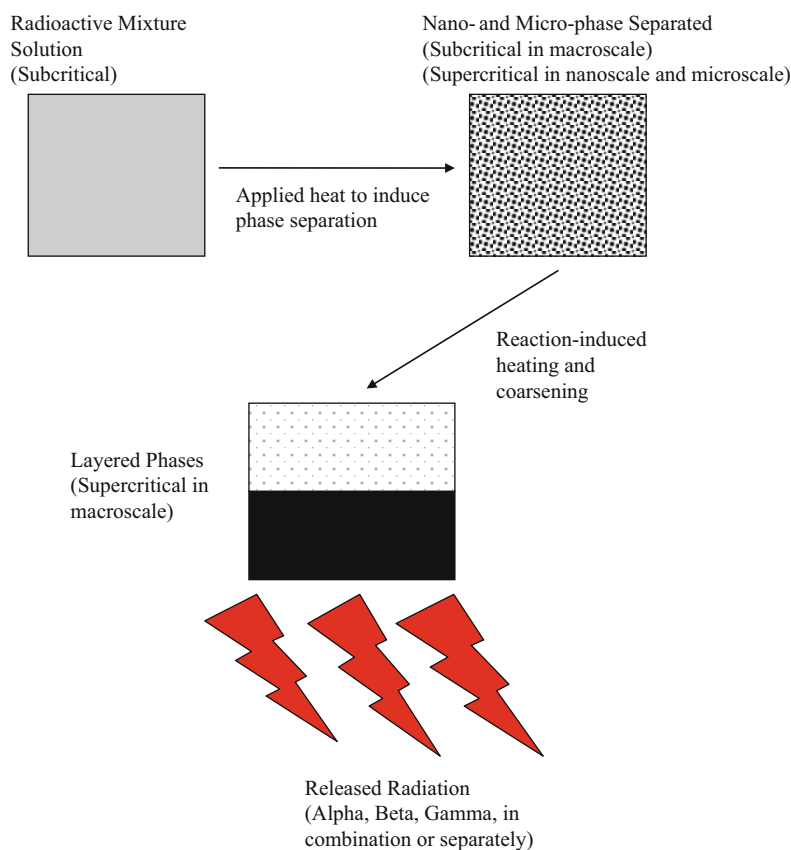 Radioactive Mixture
Solution
(Subcritical)
Nano- and Micro-phase Separated
(Subcritical in macroscale)
(Supercritical in nanoscale and microscale)
Applied heat to induce
phase separation
Reaction-induced
heating and
coarsening
Layered Phases
(Supercritical in
macroscale)
Released Radiation
(Alpha, Beta, Gamma, in
combination or separately)